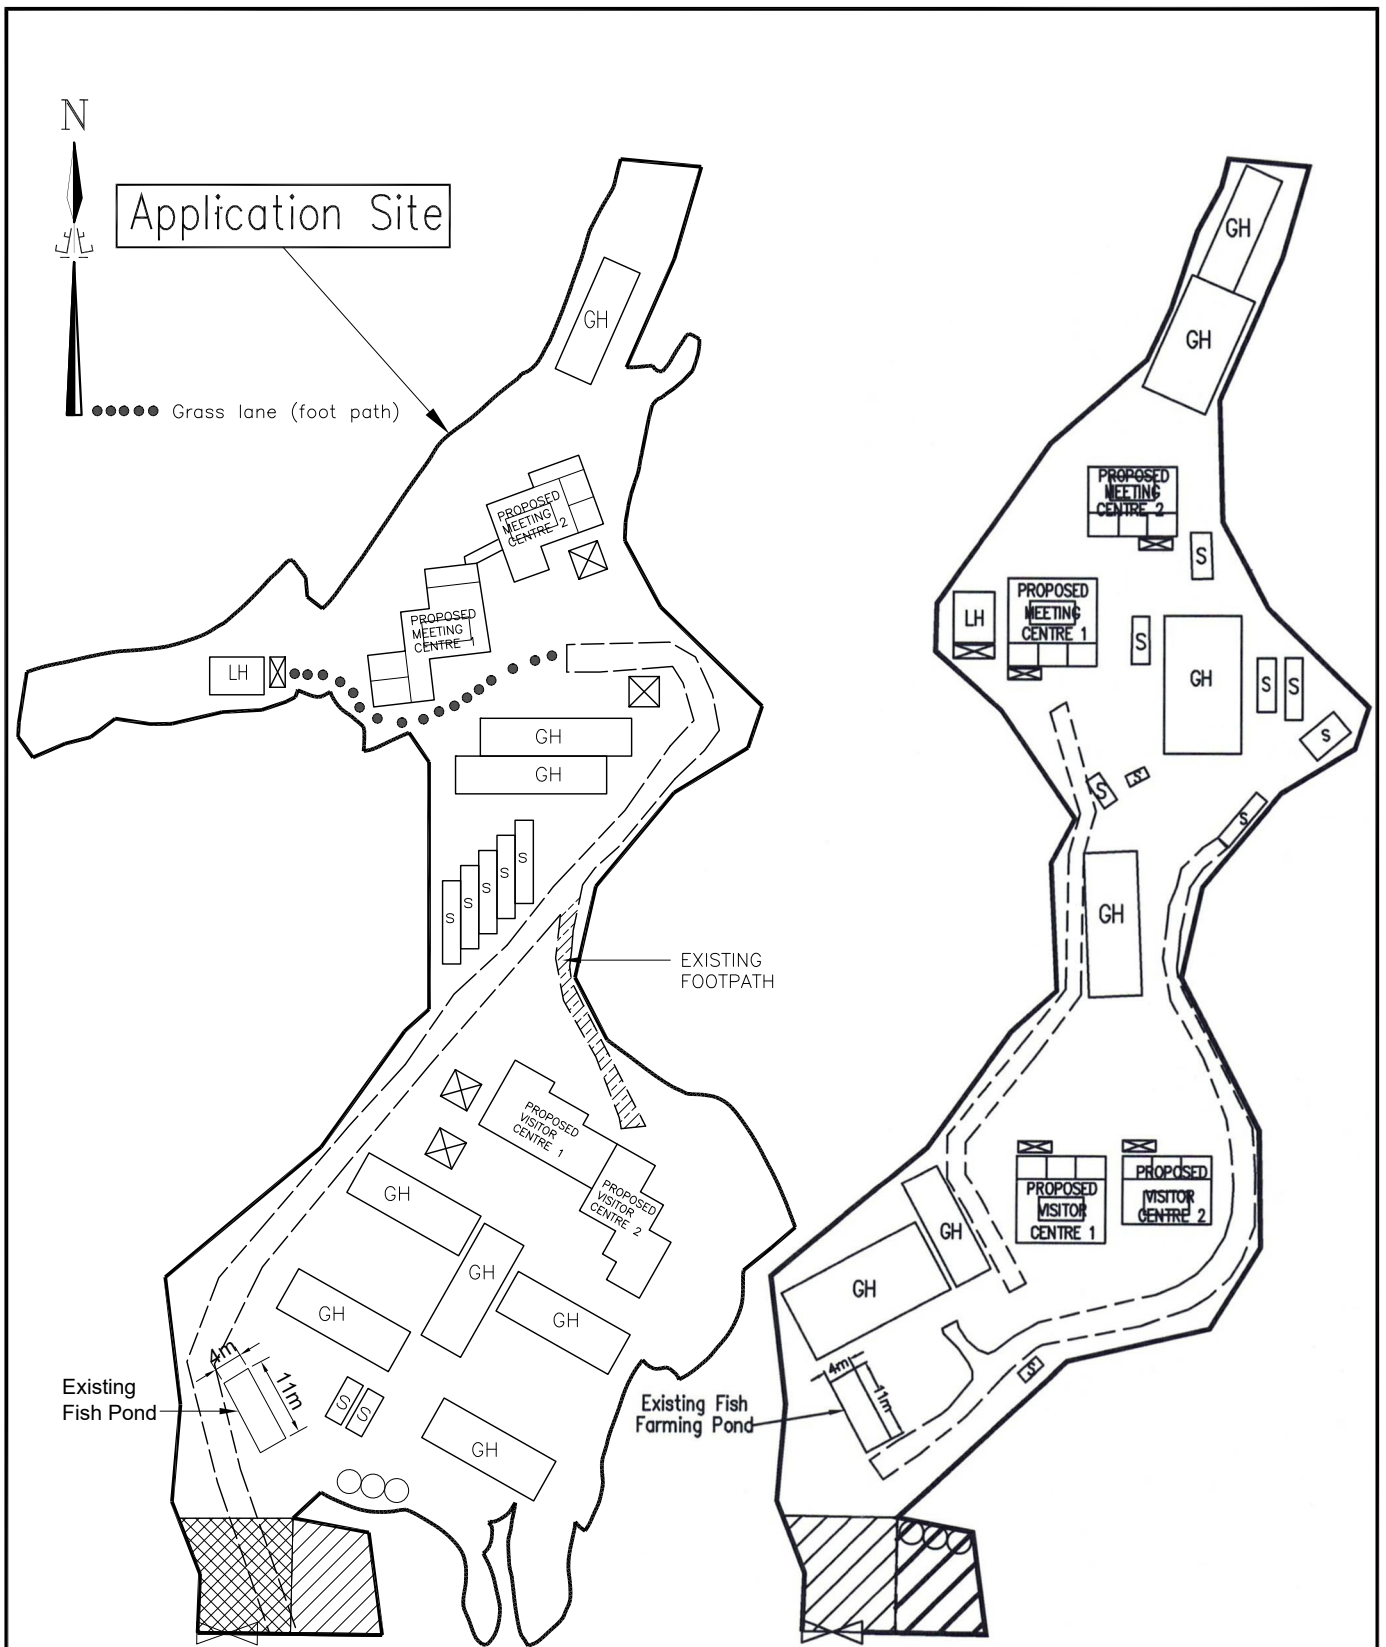 N
Application Site
Grass lane (foot path)
GH
PROPOSED
MEETING
CENTRE 2
PROPOSED
MEETING
CENTRE 1
LH
GH
GH
S
S
S
S
S
EXISTING
FOOTPATH
PROPOSED
VISITOR
CENTRE 1
PROPOSED
VISITOR
CENTRE 2
GH
GH
GH
GH
4m
11m
Existing
Fish Pond
S
S
GH
GH
GH
PROPOSED
MEETING
CENTRE 2
S
LH
PROPOSED
MEETING
CENTRE 1
S
GH
S
S
S
S
S
S
GH
PROPOSED
VISITOR
CENTRE 1
PROPOSED
VISITOR
CENTRE 2
GH
GH
4m
11m
S
Existing Fish
Farming Pond